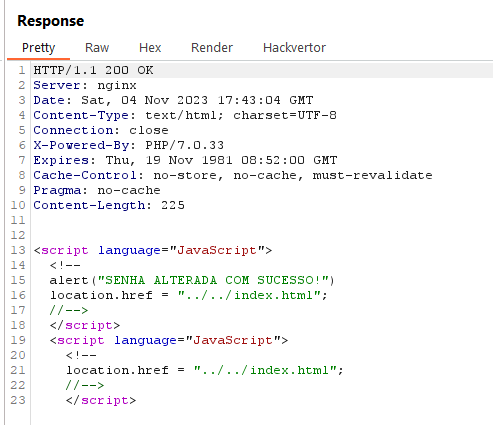 Response
Pretty Raw Hex Render Hackvertor
1 HTTP/1.1 200 OK
2 Server: nginx
3 Date: Sat, 04 Nov 2023 17:43:04 GMT
4 Content-Type: text/html; charset=UTF-8
5 Connection: close
6 X-Powered-By: PHP/7.0.33
7 Expires: Thu, 19 Nov 1981 08:52:00 GMT
8 Cache-Control: no-store, no-cache, must-revalidate
9 Pragma: no-cache
10 Content-Length: 225
11
12
13 <script language="JavaScript">
14 <!--
15 alert("SENHA ALTERADA COM SUCESSO!")
16 location.href = "../../index.html";
17 //-->
18 </script>
19 <script language="JavaScript">
20 <!--
21 location.href = "../../index.html";
22 //-->
23 </script>